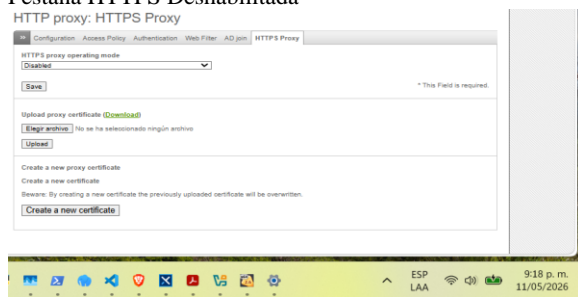 Pestaña HTTPS Deshabilitada
HTTP proxy: HTTPS Proxy
>> Configuration Access Policy Authentication Web Filter AD join HTTPS Proxy
HTTPS proxy operating mode
Disabled
Save
* This Field is required.
Upload proxy certificate (Download)
Elegir archivo No se ha seleccionado ningún archivo
Upload
Create a new proxy certificate
Create a new certificate
Beware: By creating a new certificate the previously uploaded certificate will be overwritten.
Create a new certificate
ESP
LAA
9:18 p. m.
11/05/2026